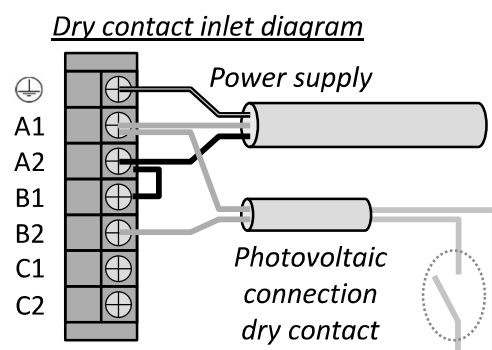 Dry contact inlet diagram
Power supply
A1
A2
B1
B2
C1
C2
Photovoltaic
connection
dry contact